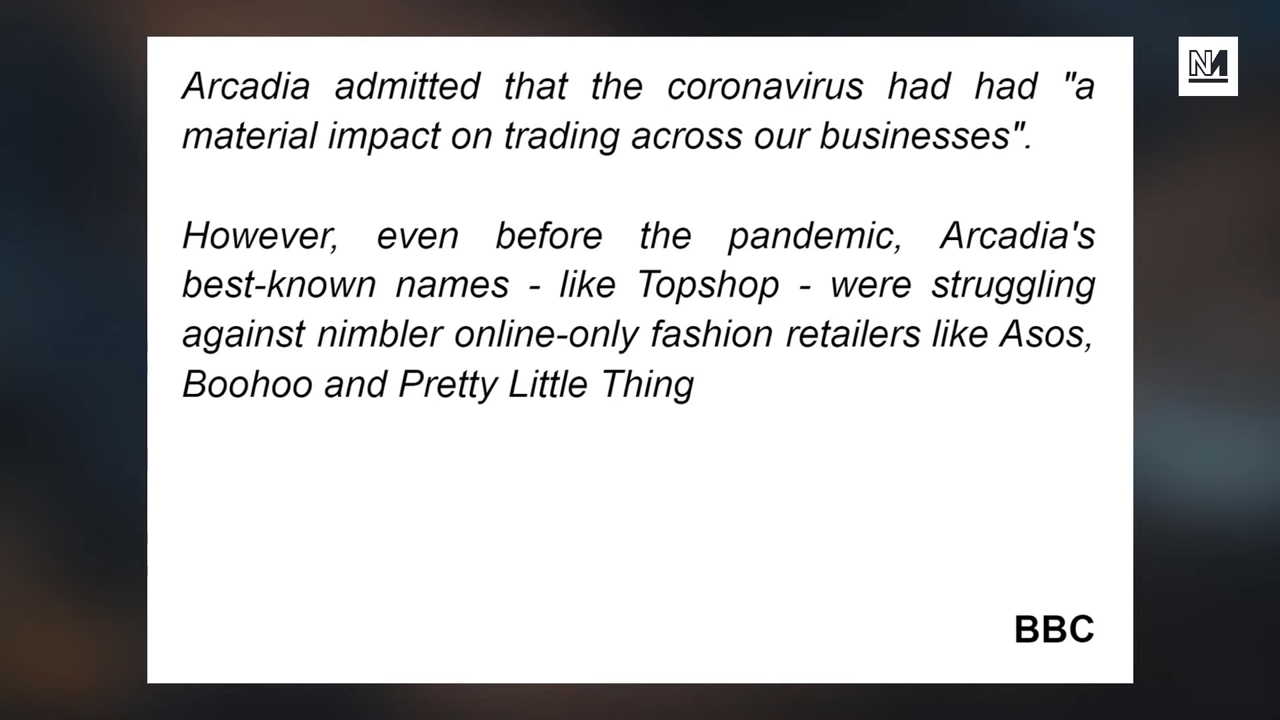 Arcadia admitted that the coronavirus had had "a
material impact on trading across our businesses".
However, even before the pandemic, Arcadia's
best-known names - like Topshop - were struggling
against nimbler online-only fashion retailers like Asos,
Boohoo and Pretty Little Thing
BBC